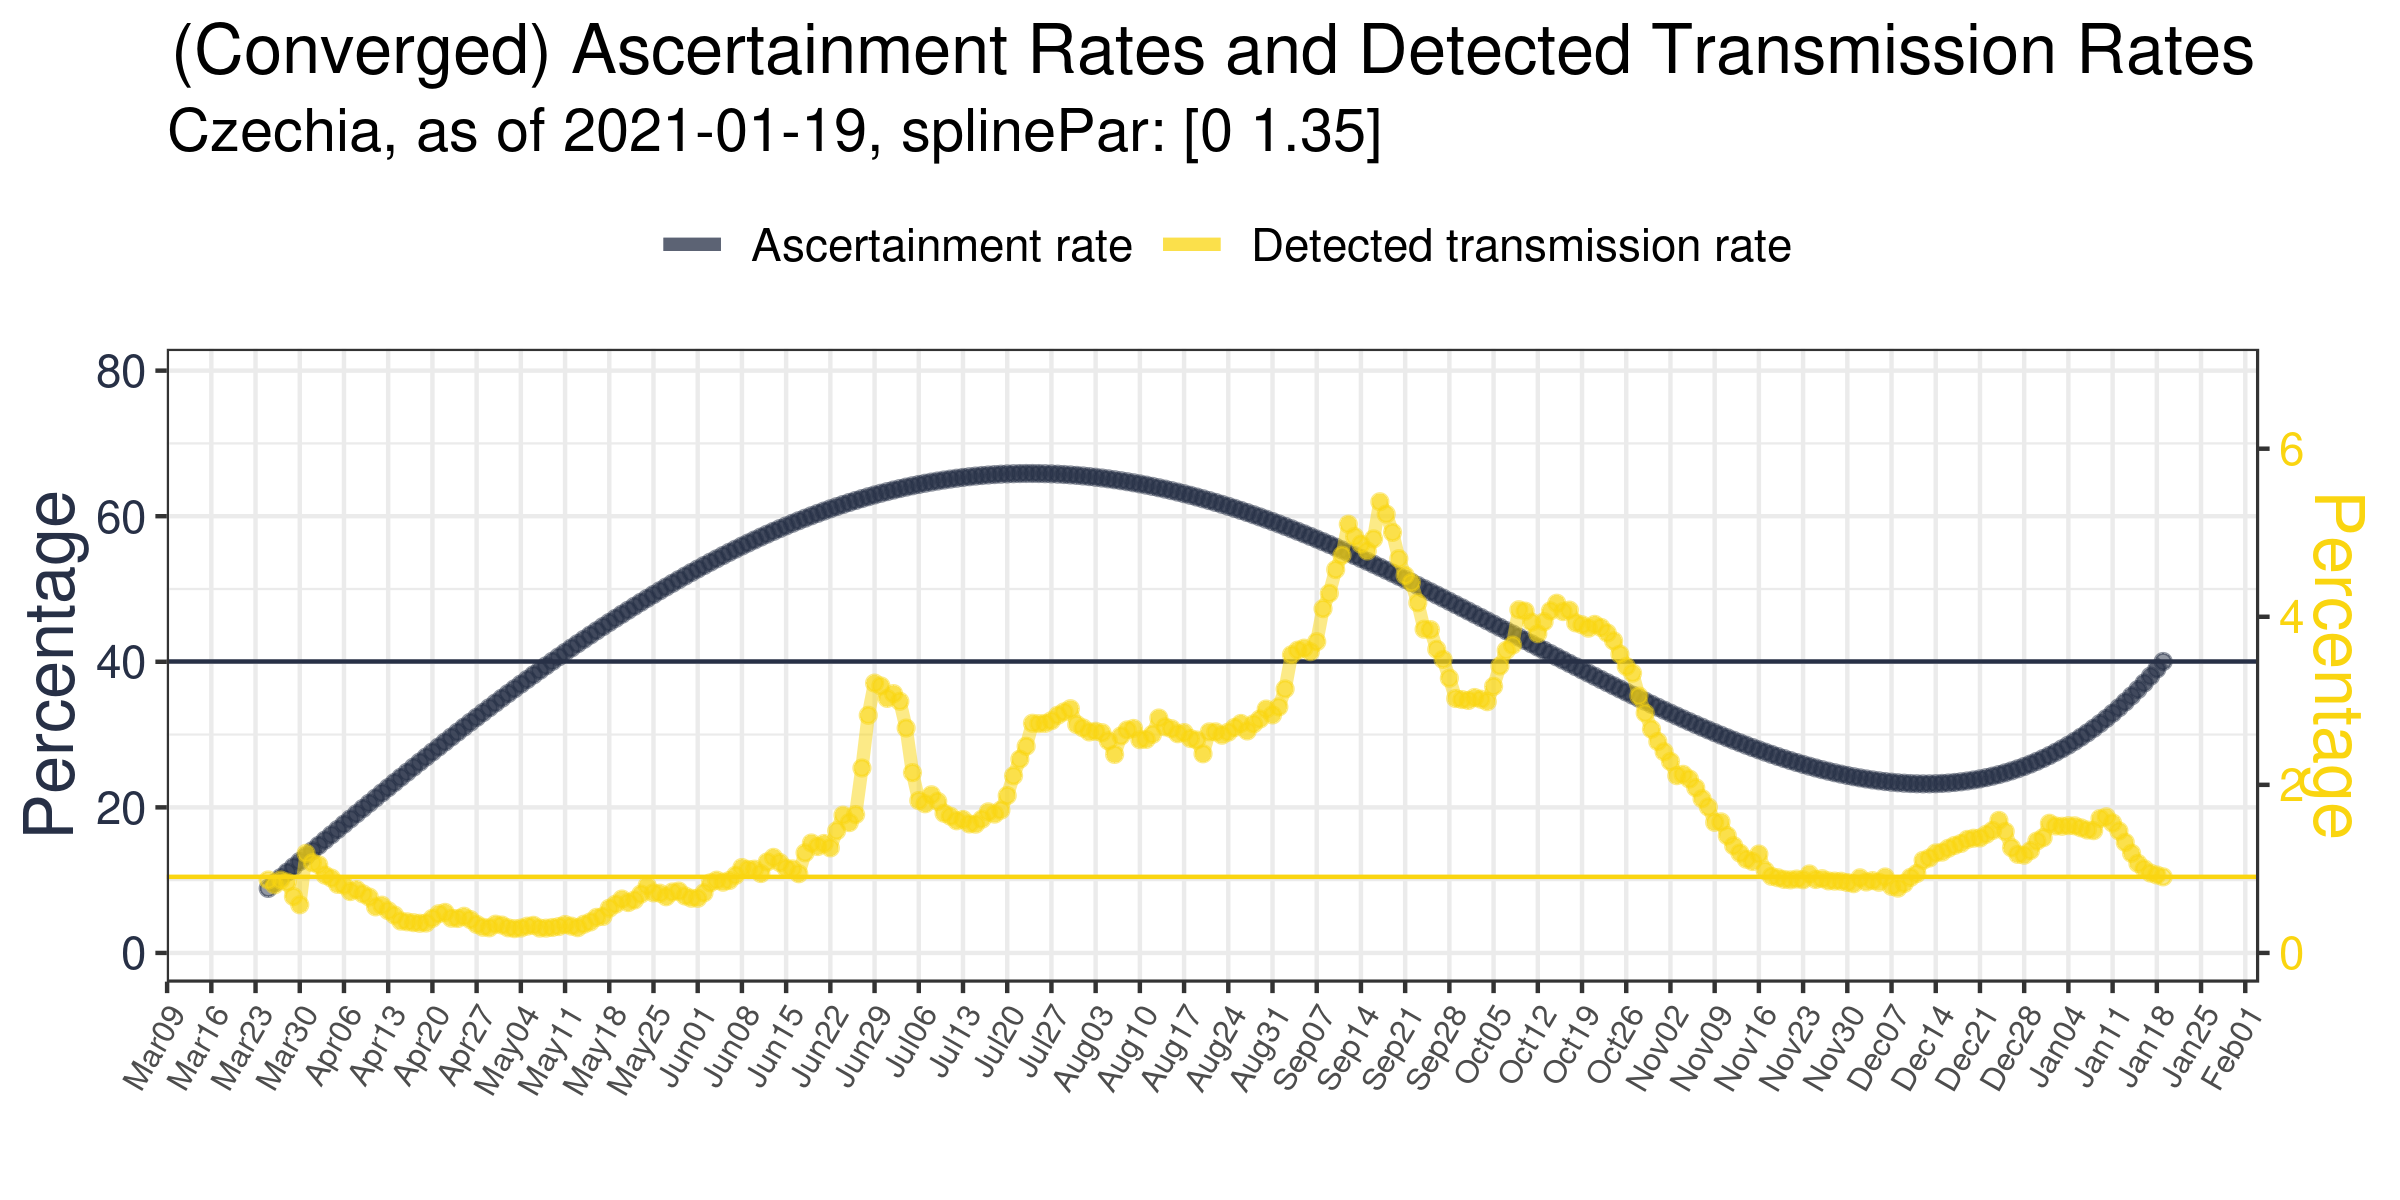 (Converged) Ascertainment Rates and Detected Transmission Rates
Czechia, as of 2021-01-19, splinePar: [0 1.35]
Ascertainment rate
Detected transmission rate
Percentage
80
60
40
20
0
6
4
2
0
Percentage
Mar09
Mar16
Mar23
Mar30
Apr06
Apr13
Apr20
Apr27
May04
May11
May18
May25
Jun01
Jun08
Jun15
Jun22
Jun29
Jul06
Jul13
Jul20
Jul27
Aug03
Aug10
Aug17
Aug24
Aug31
Sep07
Sep14
Sep21
Sep28
Oct05
Oct12
Oct19
Oct26
Nov02
Nov09
Nov16
Nov23
Nov30
Dec07
Dec14
Dec21
Dec28
Jan04
Jan11
Jan18
Jan25
Feb01